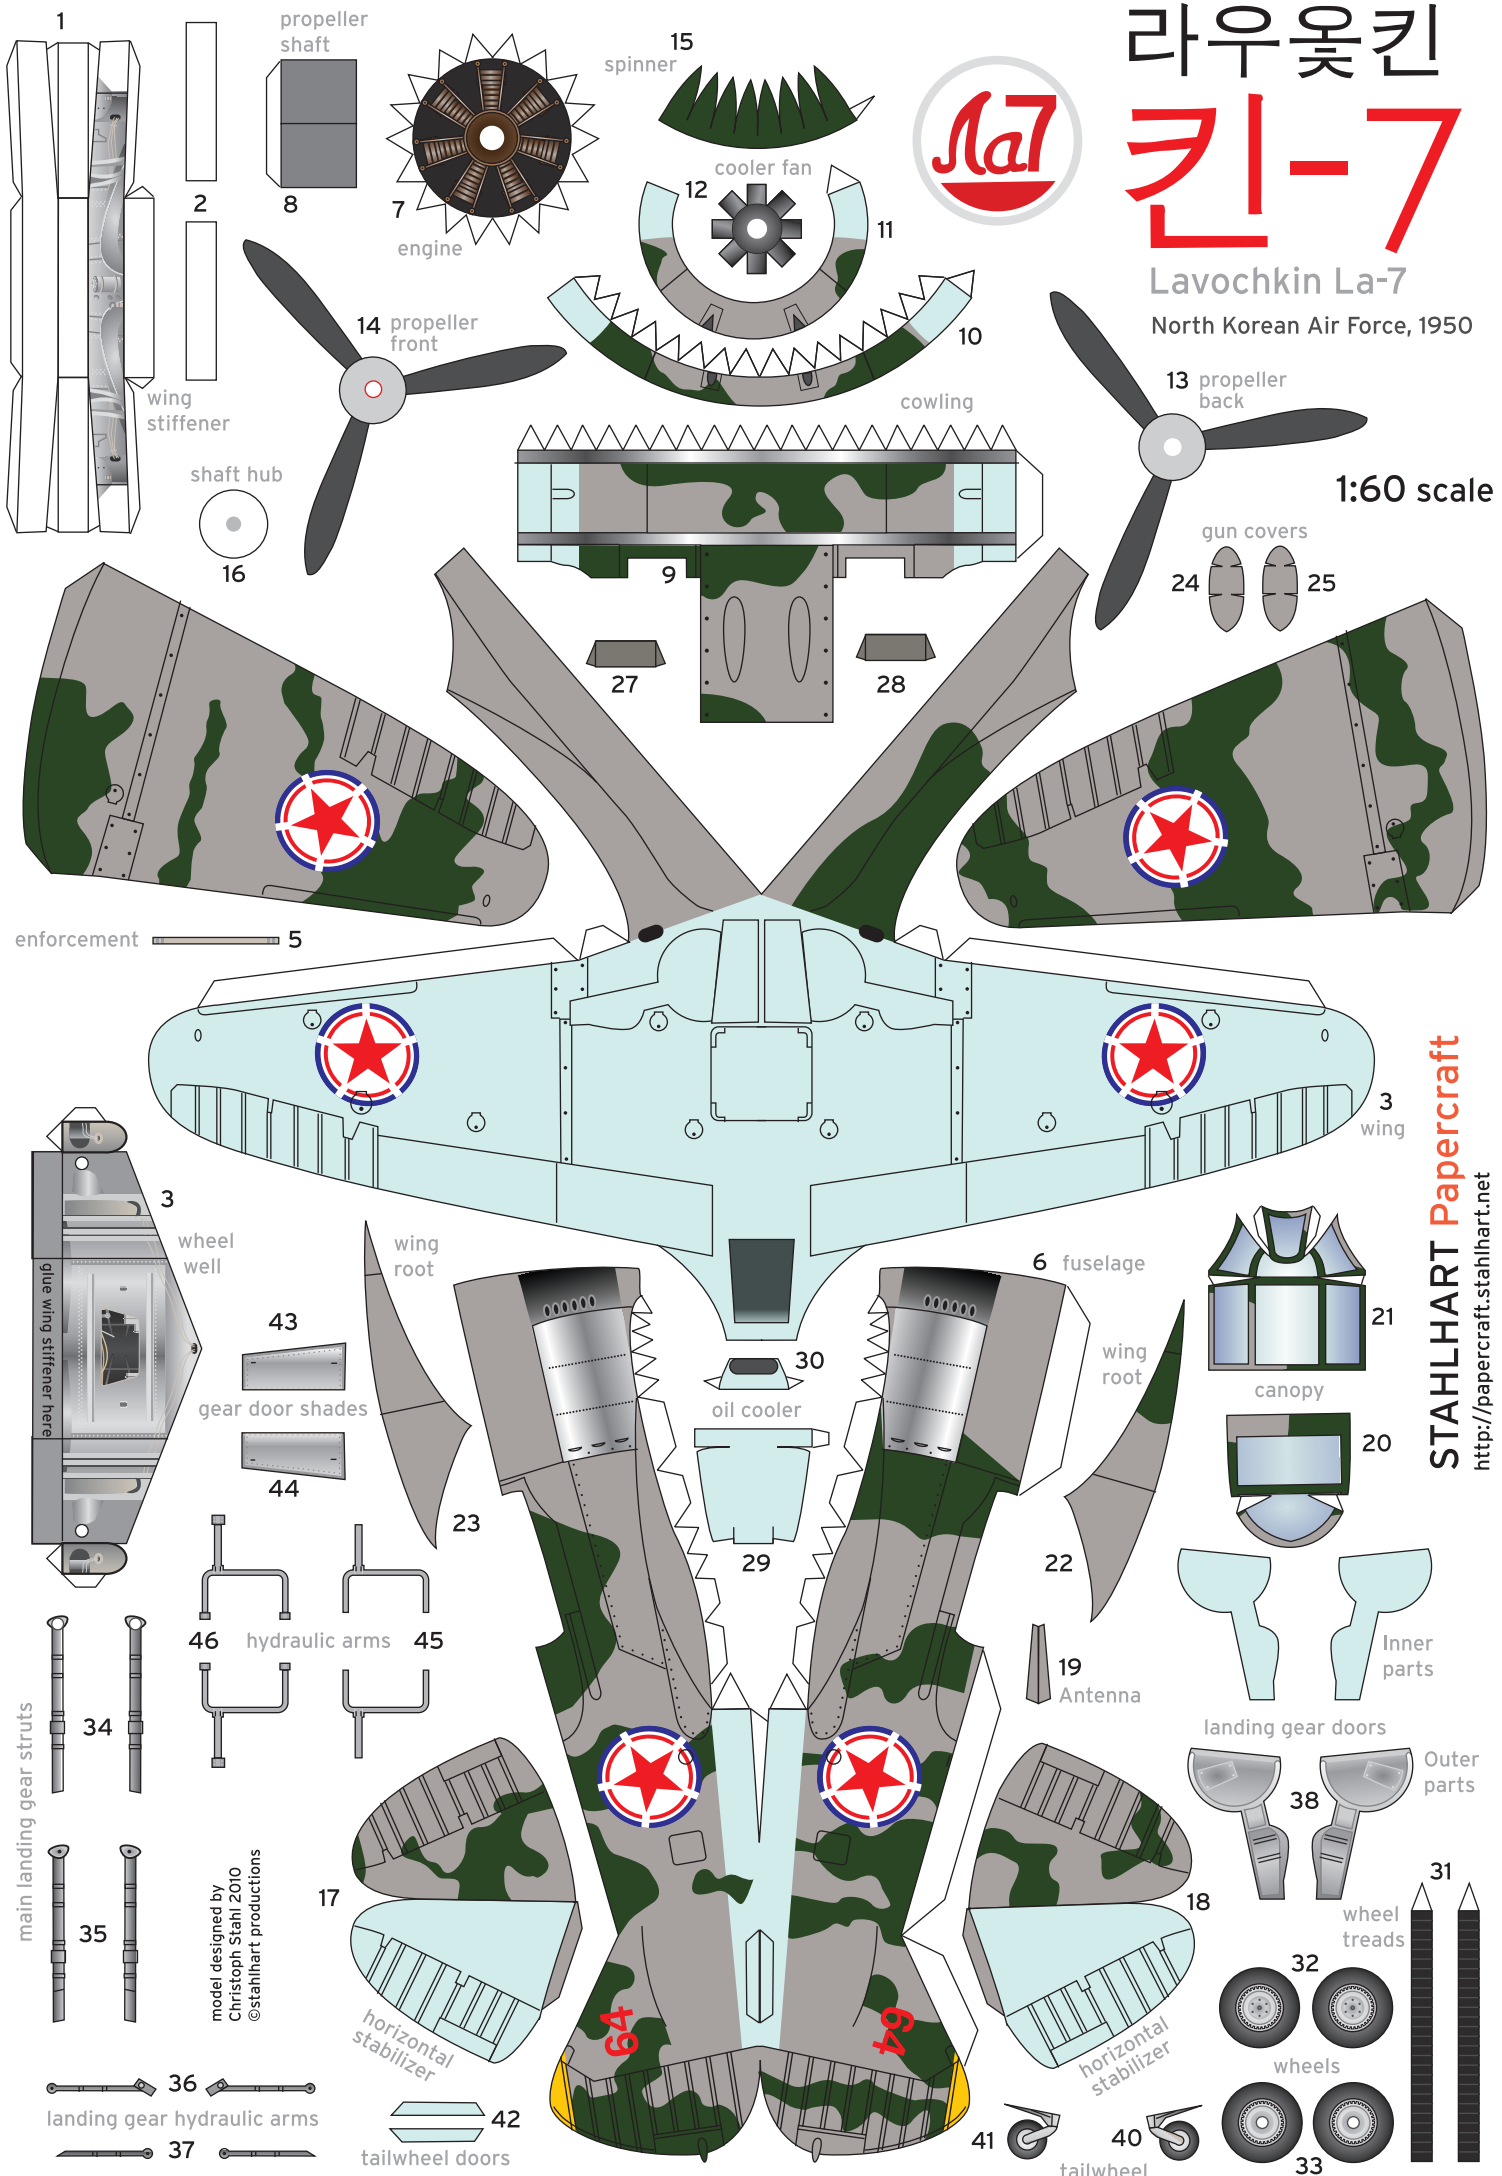 라우옻킨
킨-7
Lavochkin La-7
North Korean Air Force, 1950
1:60 scale
Ла7
1
2
wing
stiffener
propeller
shaft
8
7
engine
15
spinner
cooler fan
12
11
10
cowling
14 propeller
front
13 propeller
back
shaft hub
16
9
27
28
gun covers
24
25
enforcement
5
3
wing
3
wheel
well
glue wing stiffener here
wing
root
23
43
gear door shades
44
6 fuselage
30
oil cooler
29
wing
root
22
21
canopy
20
STAHLHART Papercraft
http://papercraft.stahlhart.net
46
hydraulic arms
45
19
Antenna
Inner
parts
landing gear doors
Outer
parts
38
main landing gear struts
34
35
model designed by
Christoph Stahl 2010
©stahlhart productions
17
horizontal
stabilizer
18
horizontal
stabilizer
64
64
31
wheel
treads
32
wheels
33
36
landing gear hydraulic arms
37
42
tailwheel doors
41
40
tailwheel